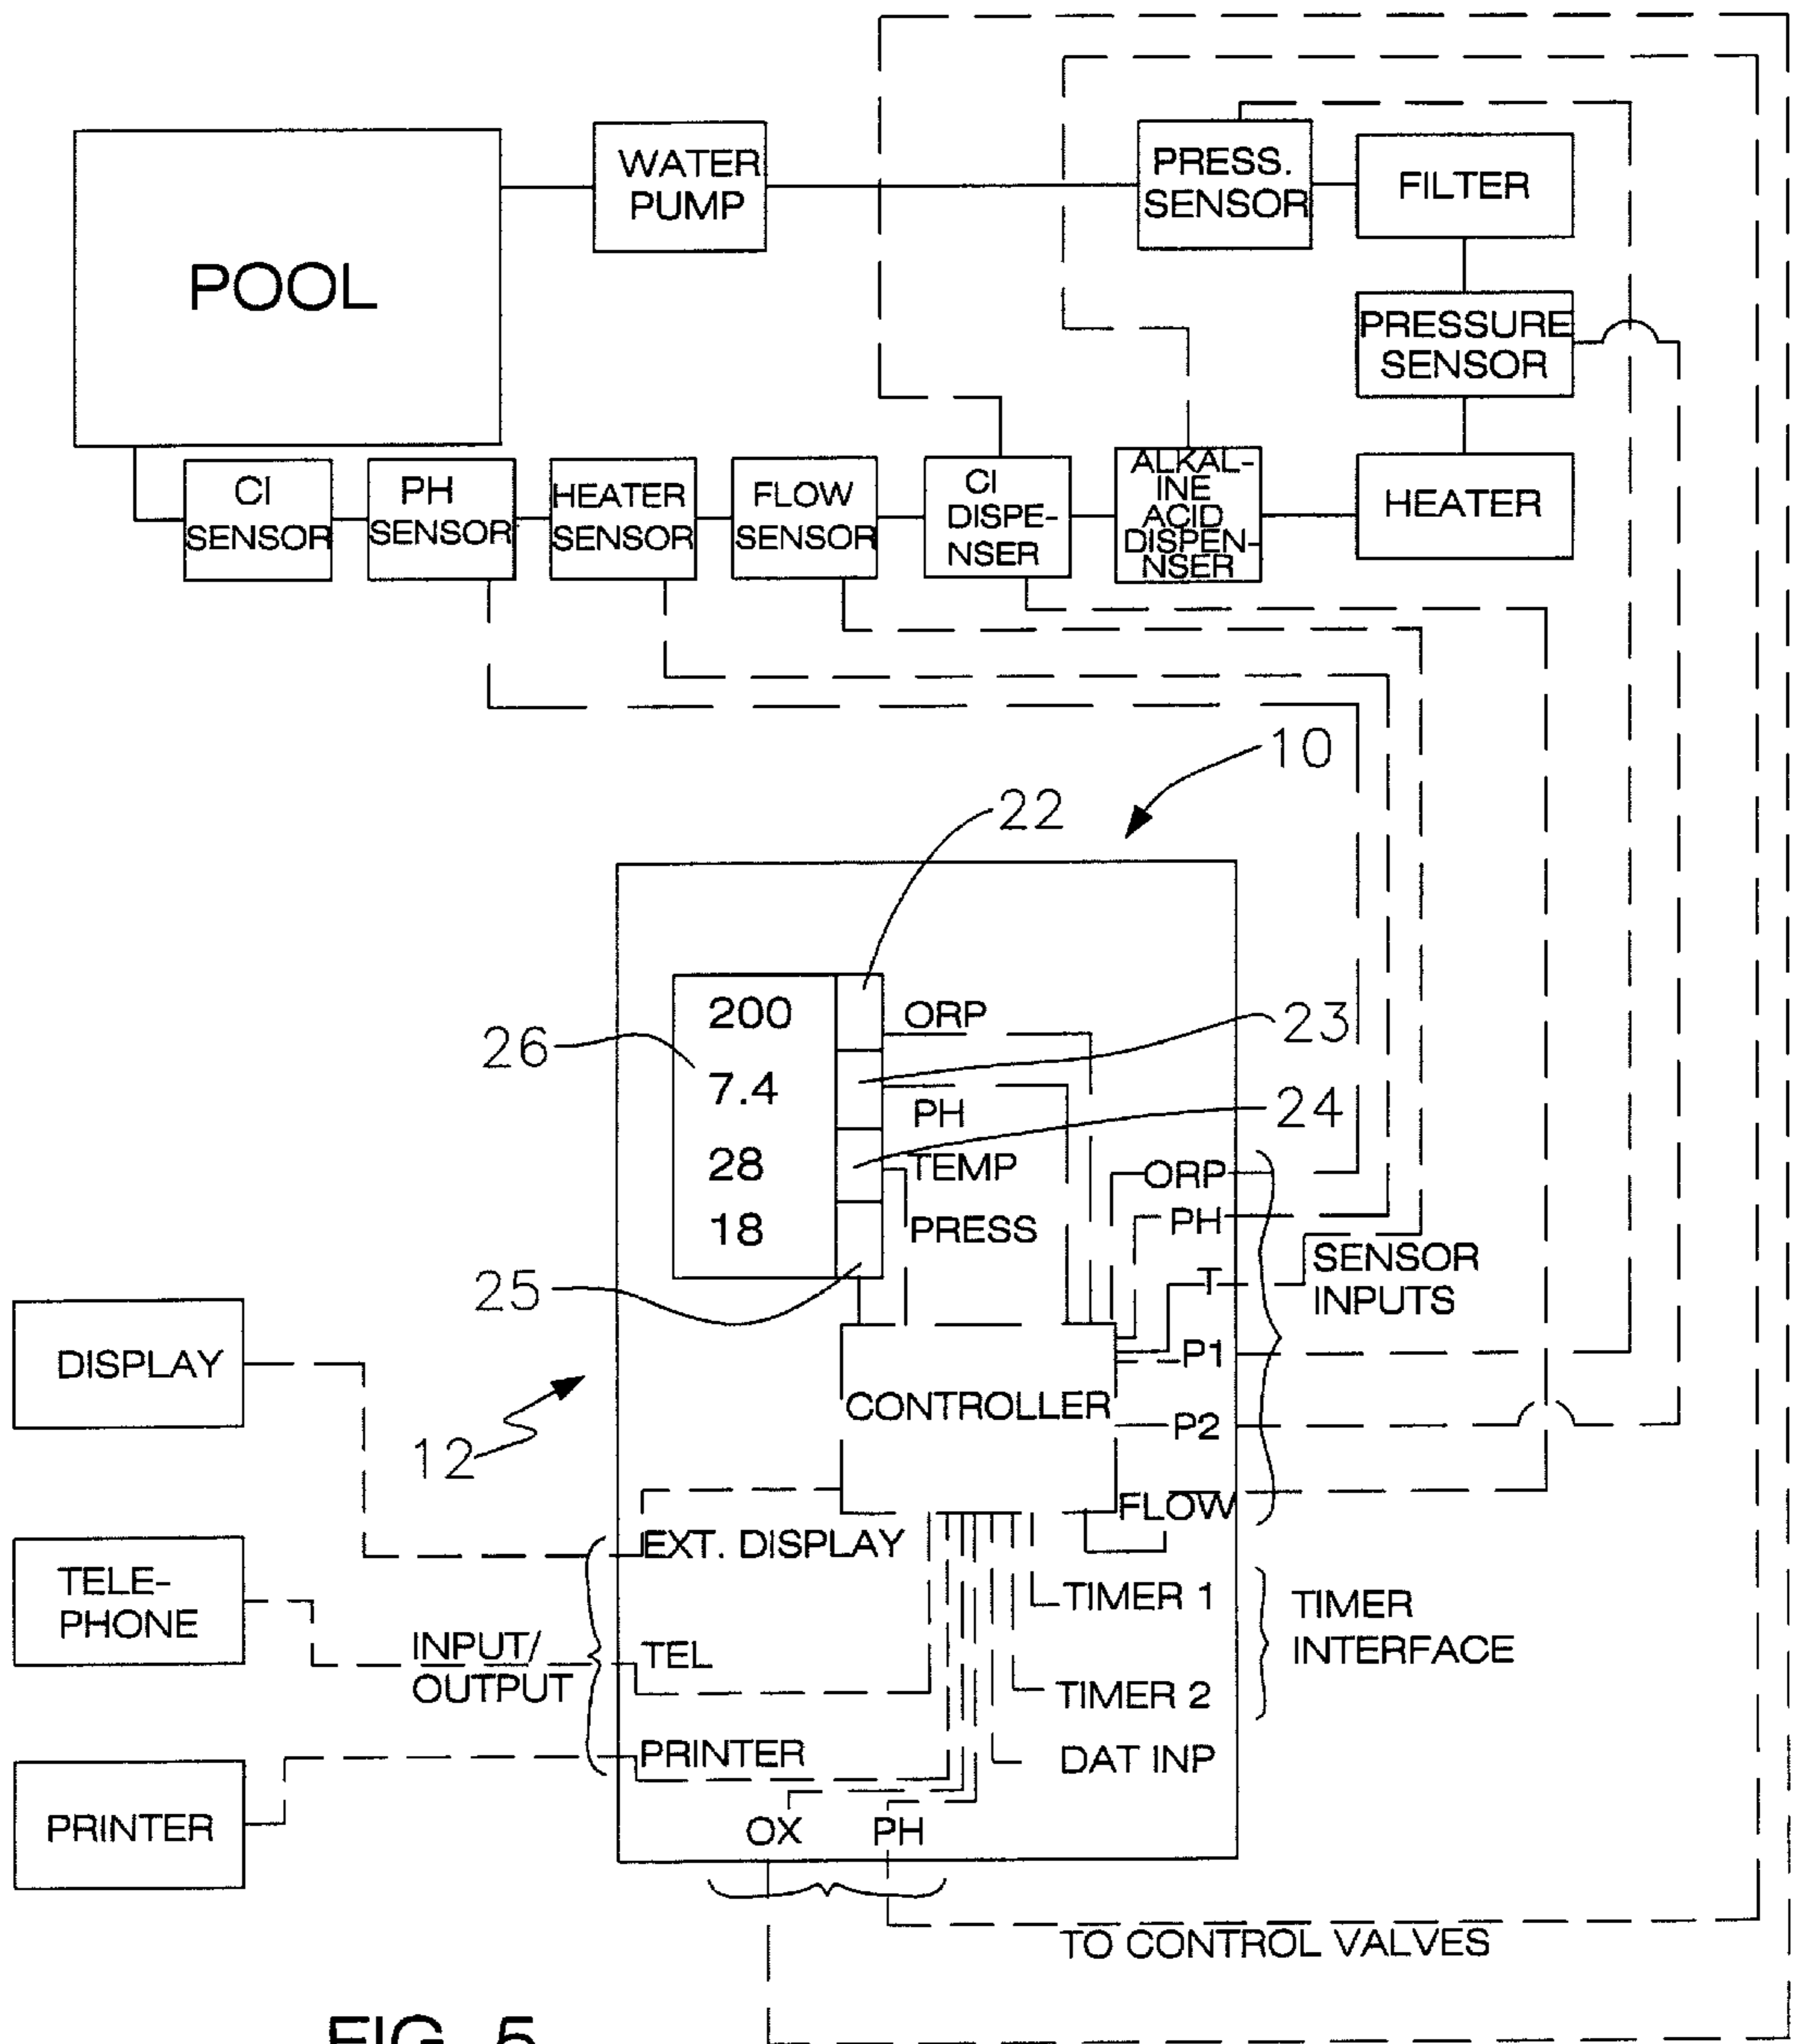 WATER
PUMP
PRESS.
SENSOR
FILTER
POOL
PRESSURE
SENSOR
CI
SENSOR
PH
SENSOR
HEATER
SENSOR
FLOW
SENSOR
CI
DISPE-
NSER
ALKAL-
INE
ACID
DISPEN-
NSER
HEATER
10
22
200
ORP
23
26
7.4
PH
24
28
TEMP
ORP
18
PRESS
PH
SENSOR
INPUTS
T
25
P1
DISPLAY
CONTROLLER
P2
12
FLOW
EXT. DISPLAY
TELE-
PHONE
TIMER 1
TIMER
INTERFACE
INPUT/
OUTPUT
TEL
TIMER 2
PRINTER
DAT INP
PRINTER
OX
PH
TO CONTROL VALVES
FIG. 5